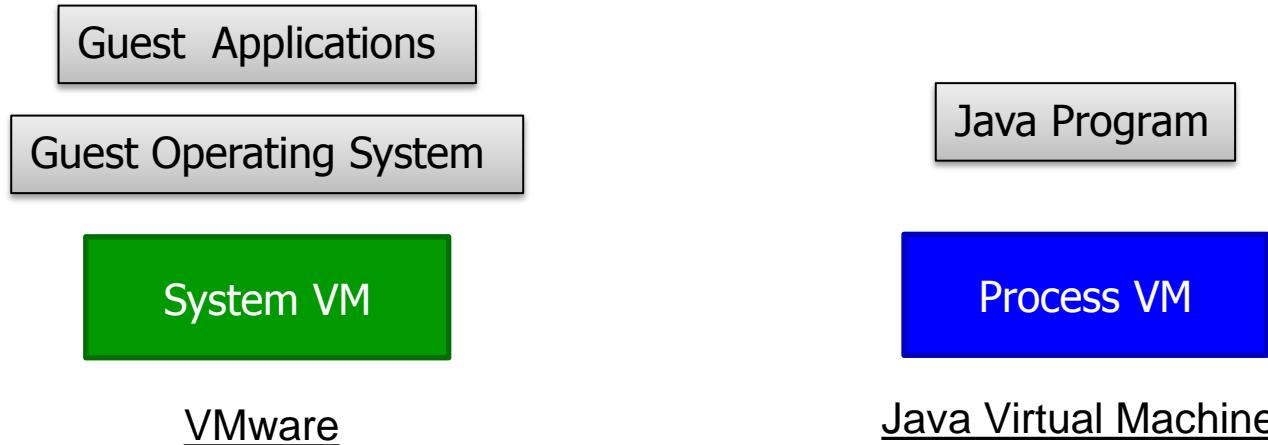 Guest Applications
Guest Operating System
System VM
VMware
Java Program
Process VM
Java Virtual Machine